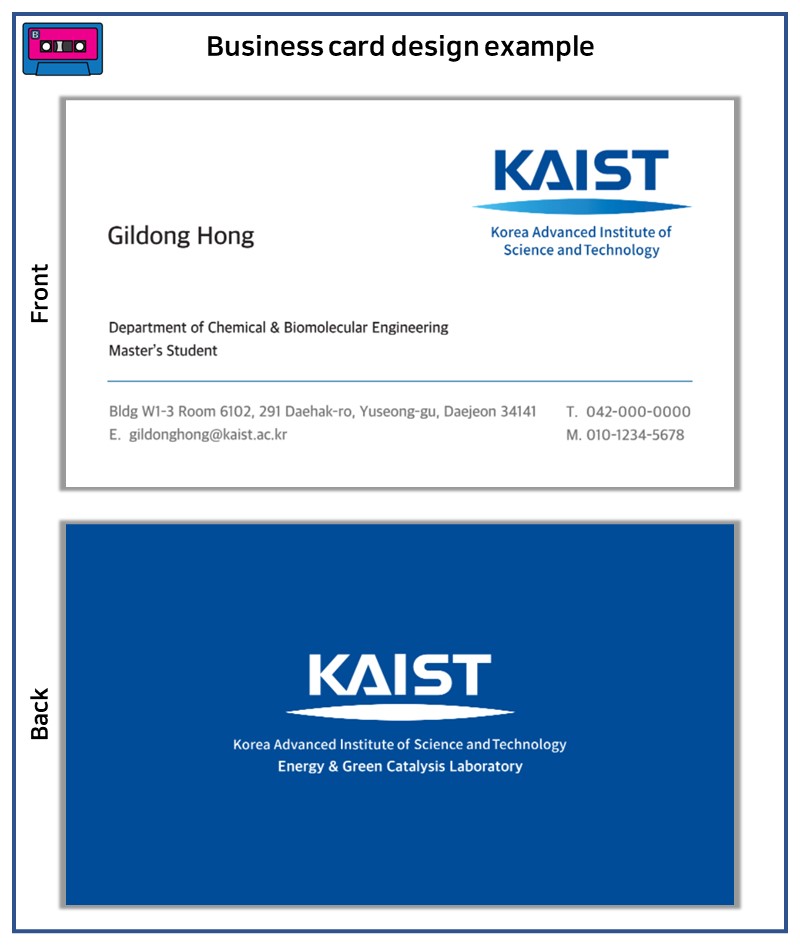 B
Business card design example
Front
KAIST
Korea Advanced Institute of
Science and Technology
Gildong Hong
Department of Chemical & Biomolecular Engineering
Master's Student
Bldg W1-3 Room 6102, 291 Daehak-ro, Yuseong-gu, Daejeon 34141 T. 042-000-0000
E. gildonghong@kaist.ac.kr M. 010-1234-5678
Back
KAIST
Korea Advanced Institute of Science and Technology
Energy & Green Catalysis Laboratory